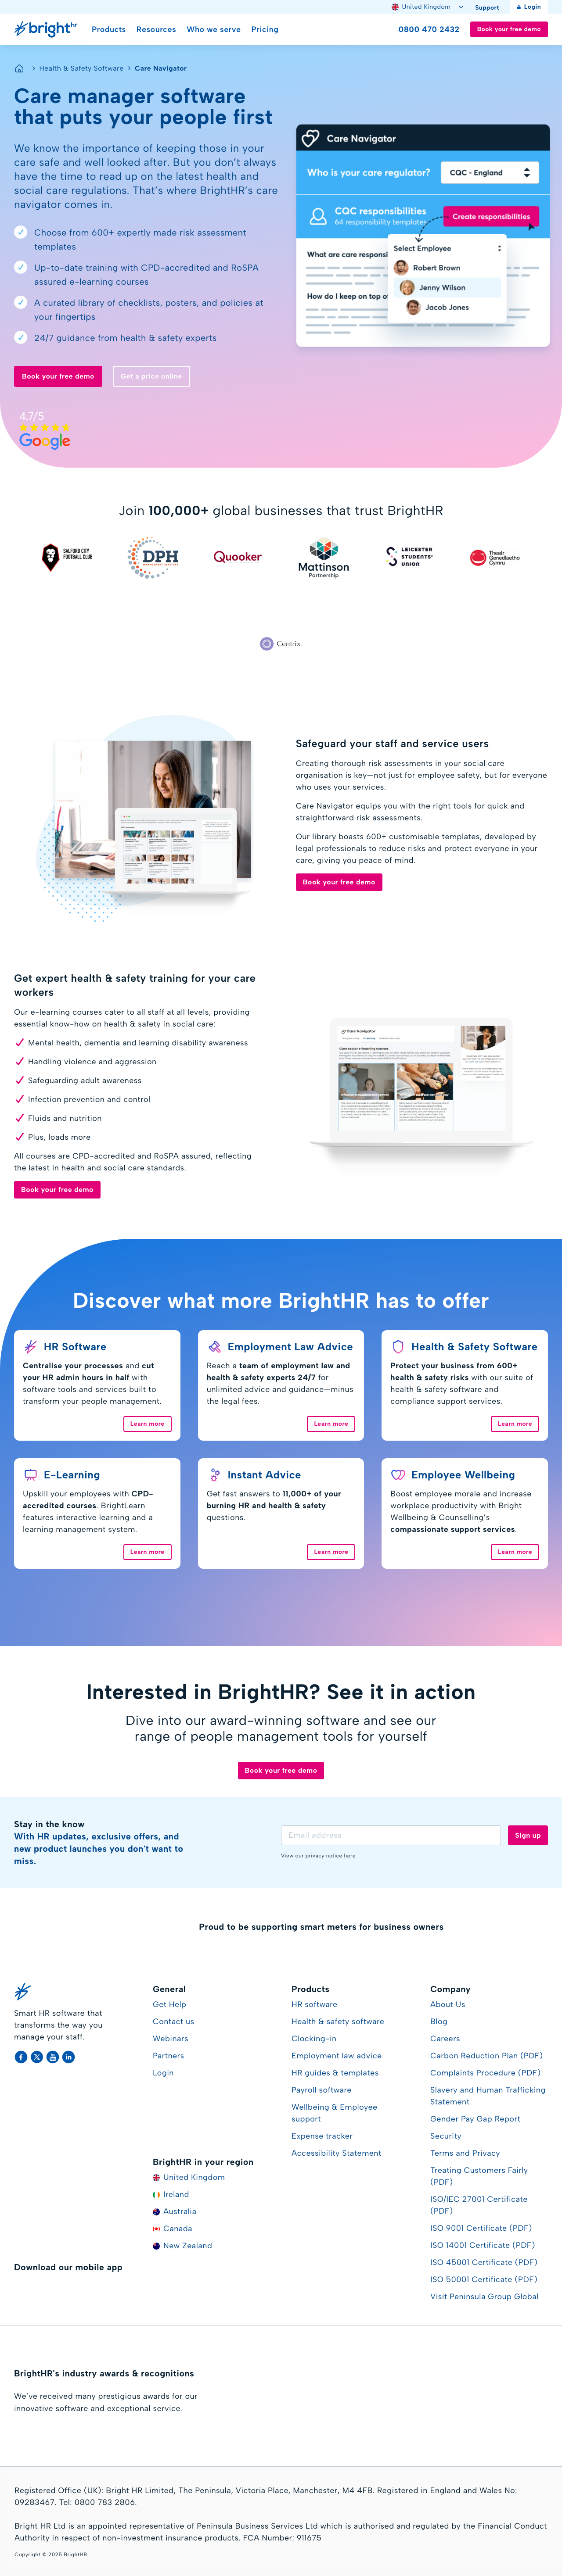 United Kingdom
Support
Login
brighthr
Products
Resources
Who we serve
Pricing
0800 470 2432
Book your free demo
Health & Safety Software
Care Navigator
Care manager software
that puts your people first
We know the importance of keeping those in your
care safe and well looked after. But you don't always
have the time to read up on the latest health and
social care regulations. That's where BrightHR's care
navigator comes in.
Choose from 600+ expertly made risk assessment
templates
Up-to-date training with CPD-accredited and RoSPA
assured e-learning courses
A curated library of checklists, posters, and policies at
your fingertips
24/7 guidance from health & safety experts
Book your free demo
Get a price online
4.7/5
Google
Care Navigator
Who is your care regulator?
CQC - England
CQC responsibilities
64 responsibility templates
Create responsibilities
What are care responsi
How do I keep on top o
Select Employee
Robert Brown
Jenny Wilson
Jacob Jones
Join 100,000+ global businesses that trust BrightHR
SALFORD CITY
FOOTBALL CLUB
DPH
Quooker
Mattinson
Partnership
LEICESTER
STUDENTS'
UNION
Theatr
Genedlaethol
Cymru
Centrix
Safeguard your staff and service users
Creating thorough risk assessments in your social care
organisation is key—not just for employee safety, but for everyone
who uses your services.
Care Navigator equips you with the right tools for quick and
straightforward risk assessments.
Our library boasts 600+ customisable templates, developed by
legal professionals to reduce risks and protect everyone in your
care, giving you peace of mind.
Book your free demo
Get expert health & safety training for your care
workers
Our e-learning courses cater to all staff at all levels, providing
essential know-how on health & safety in social care:
Mental health, dementia and learning disability awareness
Handling violence and aggression
Safeguarding adult awareness
Infection prevention and control
Fluids and nutrition
Plus, loads more
All courses are CPD-accredited and RoSPA assured, reflecting
the latest in health and social care standards.
Book your free demo
Care Navigator
Discover what more BrightHR has to offer
HR Software
Centralise your processes and cut
your HR admin hours in half with
software tools and services built to
transform your people management.
Learn more
Employment Law Advice
Reach a team of employment law and
health & safety experts 24/7 for
unlimited advice and guidance—minus
the legal fees.
Learn more
Health & Safety Software
Protect your business from 600+
health & safety risks with our suite of
health & safety software and
compliance support services.
Learn more
E-Learning
Upskill your employees with CPD-
accredited courses. BrightLearn
features interactive learning and a
learning management system.
Learn more
Instant Advice
Get fast answers to 11,000+ of your
burning HR and health & safety
questions.
Learn more
Employee Wellbeing
Boost employee morale and increase
workplace productivity with Bright
Wellbeing & Counselling's
compassionate support services.
Learn more
Interested in BrightHR? See it in action
Dive into our award-winning software and see our
range of people management tools for yourself
Book your free demo
Stay in the know
With HR updates, exclusive offers, and
new product launches you don't want to
miss.
Email address
Sign up
View our privacy notice here
Proud to be supporting smart meters for business owners
Smart HR software that
transforms the way you
manage your staff.
Download our mobile app
General
Get Help
Contact us
Webinars
Partners
Login
BrightHR in your region
United Kingdom
Ireland
Australia
Canada
New Zealand
Products
HR software
Health & safety software
Clocking-in
Employment law advice
HR guides & templates
Payroll software
Wellbeing & Employee
support
Expense tracker
Accessibility Statement
Company
About Us
Blog
Careers
Carbon Reduction Plan (PDF)
Complaints Procedure (PDF)
Slavery and Human Trafficking
Statement
Gender Pay Gap Report
Security
Terms and Privacy
Treating Customers Fairly
(PDF)
ISO/IEC 27001 Certificate
(PDF)
ISO 9001 Certificate (PDF)
ISO 14001 Certificate (PDF)
ISO 45001 Certificate (PDF)
ISO 50001 Certificate (PDF)
Visit Peninsula Group Global
BrightHR's industry awards & recognitions
We've received many prestigious awards for our
innovative software and exceptional service.
Registered Office (UK): Bright HR Limited, The Peninsula, Victoria Place, Manchester, M4 4FB. Registered in England and Wales No:
09283467. Tel: 0800 783 2806.
Bright HR Ltd is an appointed representative of Peninsula Business Services Ltd which is authorised and regulated by the Financial Conduct
Authority in respect of non-investment insurance products. FCA Number: 911675
Copyright © 2025 BrightHR